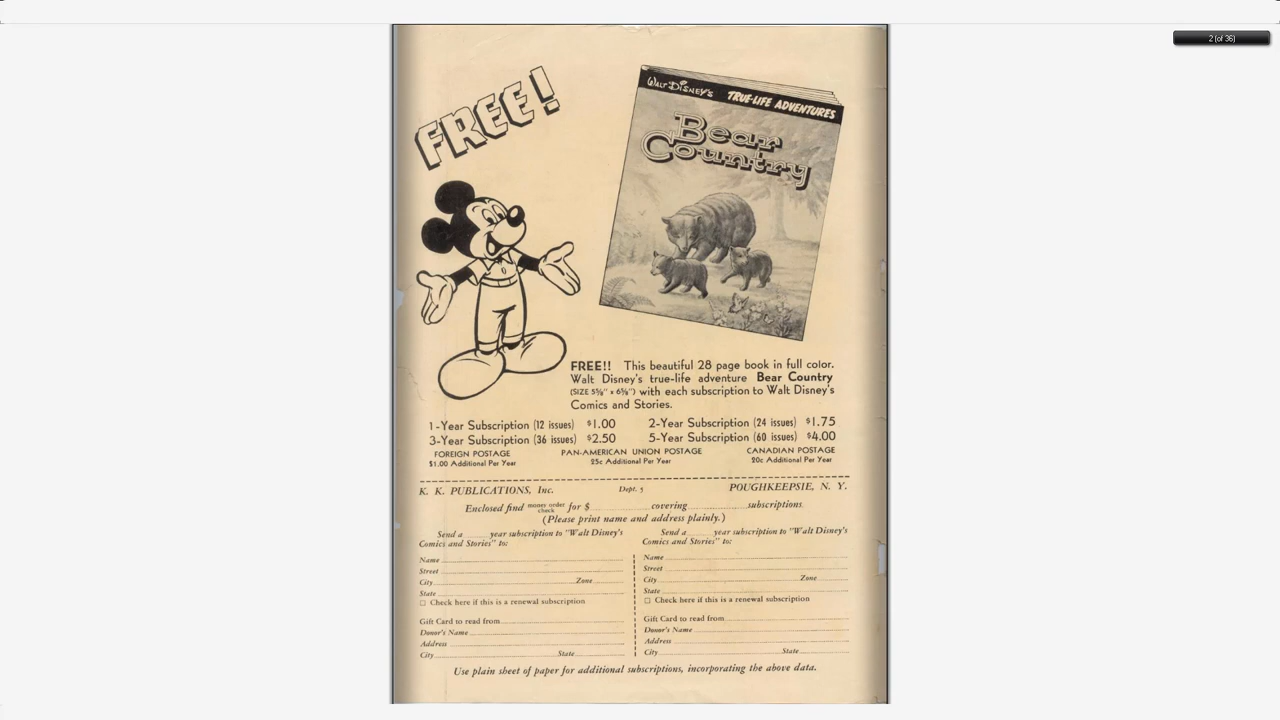 2 (of 36)
FREE!
WALT DISNEY'S TRUE-LIFE ADVENTURES
Bear
Country
FREE!! This beautiful 28 page book in full color.
Walt Disney's true-life adventure Bear Country
(SIZE 5⅝" x 6⅝") with each subscription to Walt Disney's
Comics and Stories.
1-Year Subscription (12 issues) $1.00 2-Year Subscription (24 issues) $1.75
3-Year Subscription (36 issues) $2.50 5-Year Subscription (60 issues) $4.00
FOREIGN POSTAGE PAN-AMERICAN UNION POSTAGE CANADIAN POSTAGE
$1.00 Additional Per Year 25c Additional Per Year 20c Additional Per Year
K. K. PUBLICATIONS, Inc. Dept. 5 POUGHKEEPSIE, N. Y.
Enclosed find money order check for $ covering subscriptions
(Please print name and address plainly.)
Send a year subscription to "Walt Disney's
Comics and Stories" to:
Name
Street
City Zone
State
☐ Check here if this is a renewal subscription
Gift Card to read from
Donor's Name
Address
City State
Send a year subscription to "Walt Disney's
Comics and Stories" to:
Name
Street
City Zone
State
☐ Check here if this is a renewal subscription
Gift Card to read from
Donor's Name
Address
City State
Use plain sheet of paper for additional subscriptions, incorporating the above data.